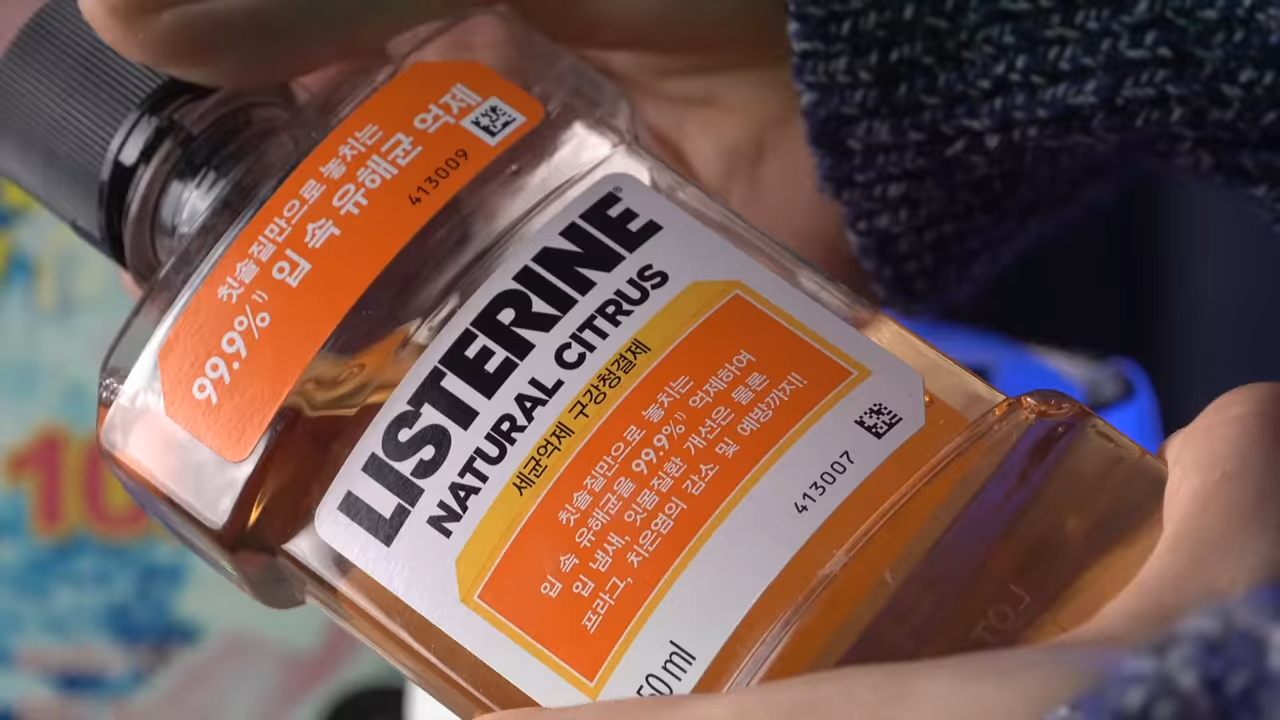 칫솔질만으로 놓치는
99.9%¹⁾ 입 속 유해균 억제
413009
LISTERINE®
NATURAL CITRUS
세균억제 구강청결제
칫솔질만으로 놓치는
입 속 유해균을 99.9%¹⁾ 억제하여
입 냄새, 잇몸질환 개선은 물론
프라그, 치은염의 감소 및 예방까지!
413007
50 ml
LOT
10